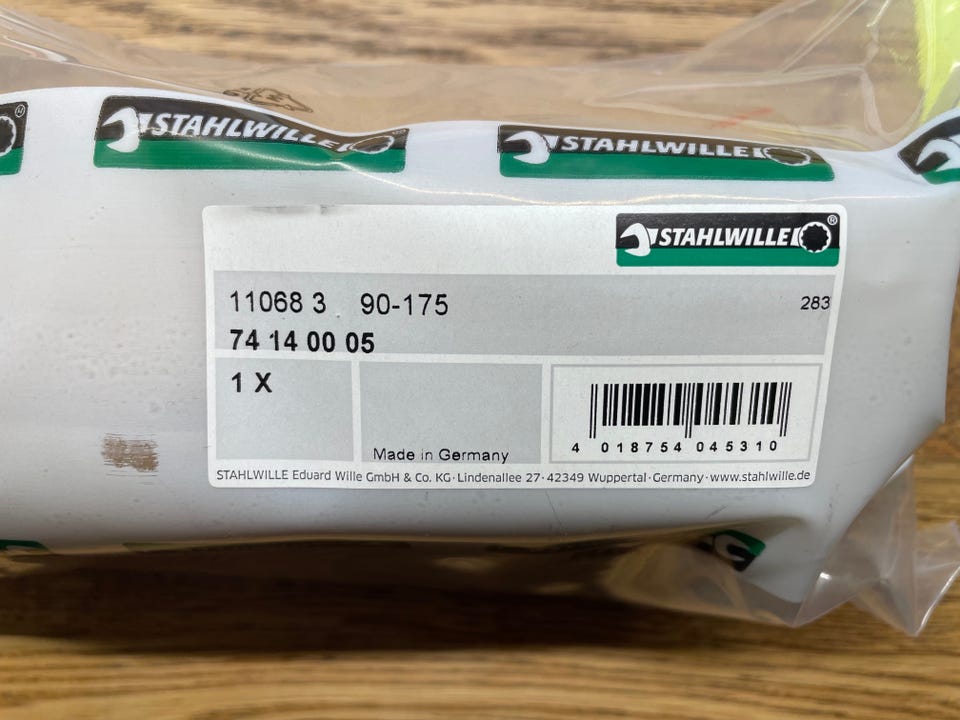 STAHLWILLE
STAHLWILLE
STAHLWILLE®
11068 3 90-175
283
74 14 00 05
1 X
Made in Germany
4 018754 045310
STAHLWILLE Eduard Wille GmbH & Co. KG·Lindenallee 27·42349 Wuppertal·Germany·www.stahlwille.de